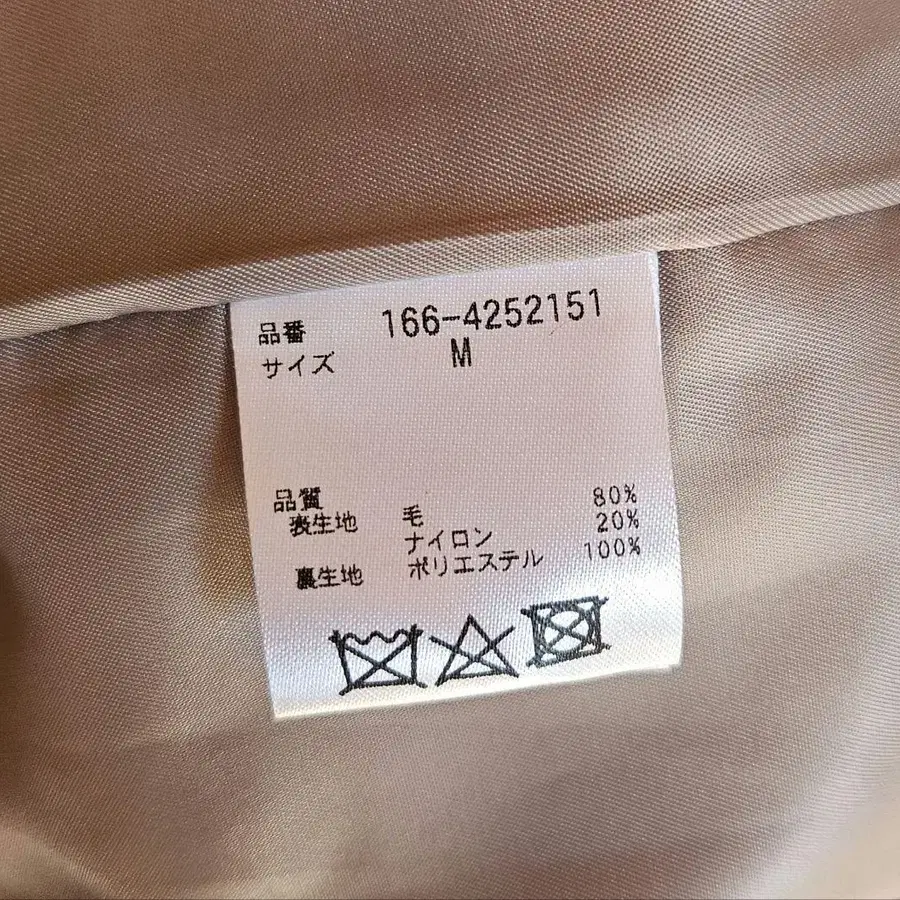 品番 166-4252151
サイズ M
品質
表生地 毛 80%
ナイロン 20%
裏生地 ポリエステル 100%